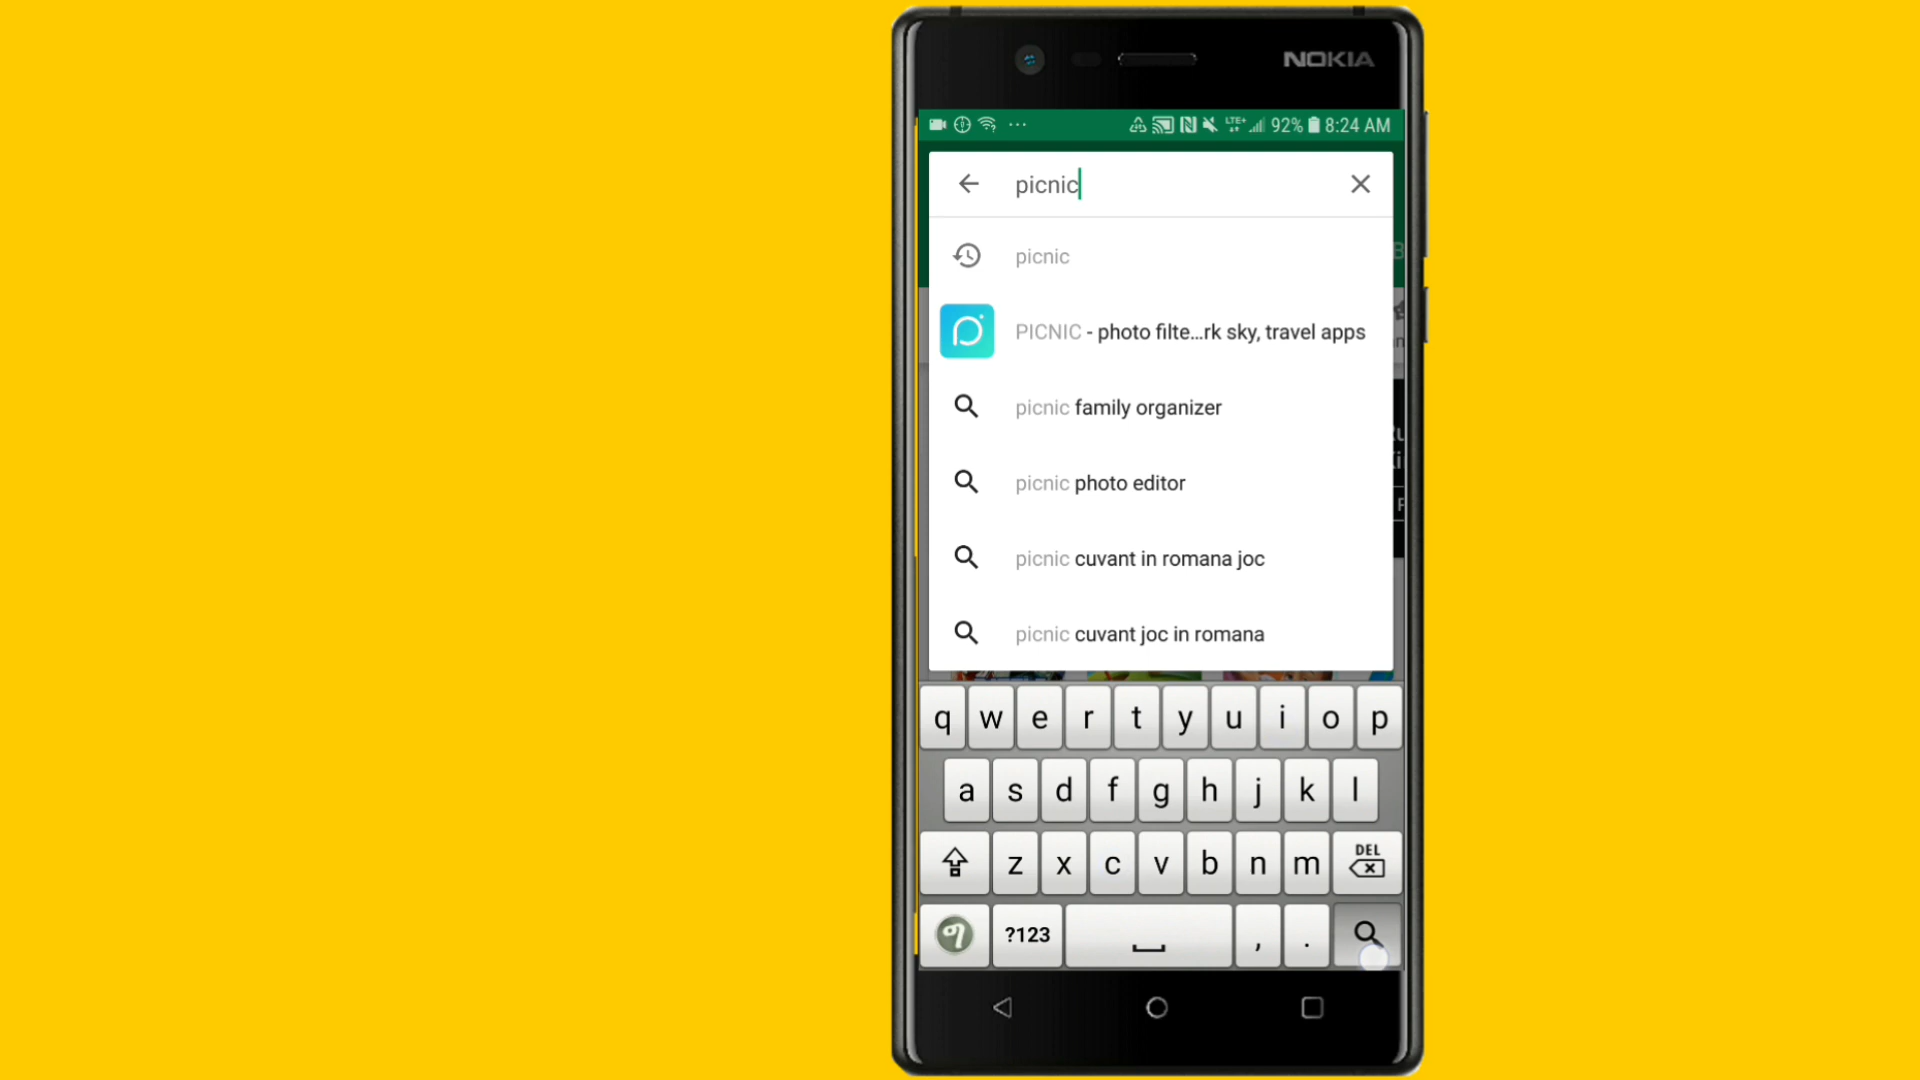 NOKIA
LTE+ 92% 8:24 AM
picnic
picnic
PICNIC - photo filte...rk sky, travel apps
picnic family organizer
picnic photo editor
picnic cuvant in romana joc
picnic cuvant joc in romana
q w e r t y u i o p
a s d f g h j k l
z x c v b n m DEL
?123 , .